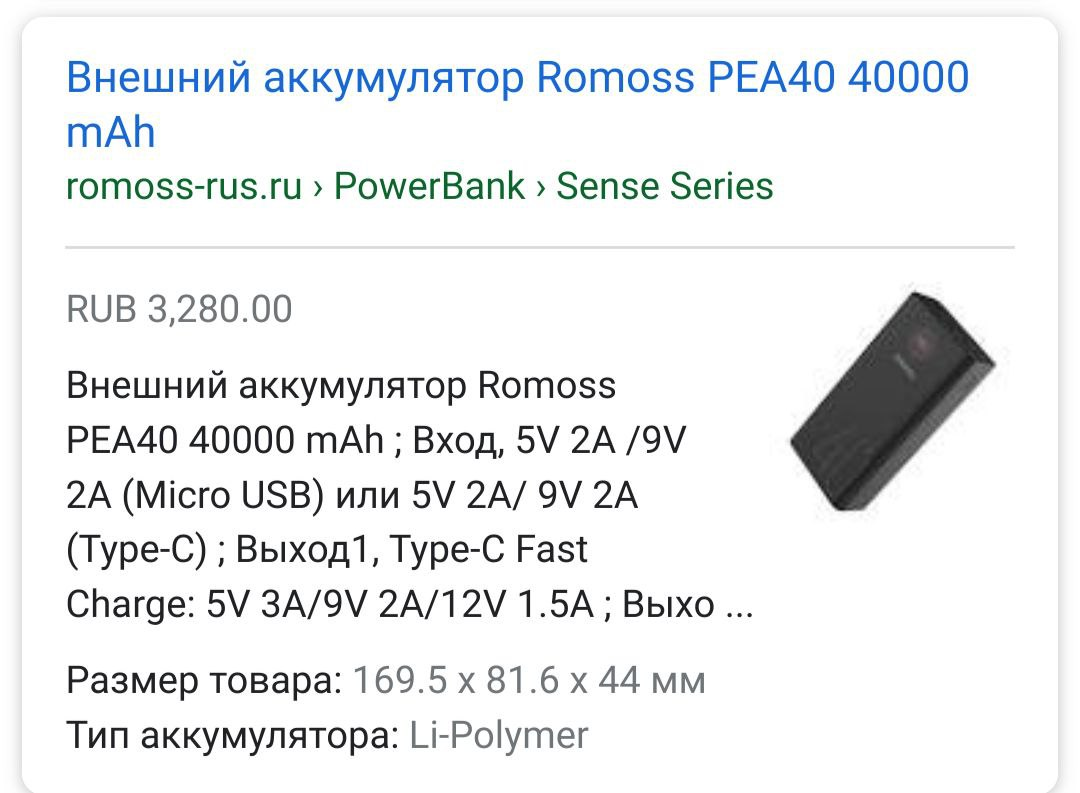 Внешний аккумулятор Romoss PEA40 40000
mAh
romoss-rus.ru › PowerBank › Sense Series
RUB 3,280.00
Внешний аккумулятор Romoss
PEA40 40000 mAh ; Вход, 5V 2A /9V
2A (Micro USB) или 5V 2A/ 9V 2A
(Type-C) ; Выход1, Type-C Fast
Charge: 5V 3A/9V 2A/12V 1.5A ; Выхо ...
Размер товара: 169.5 x 81.6 x 44 мм
Тип аккумулятора: Li-Polymer